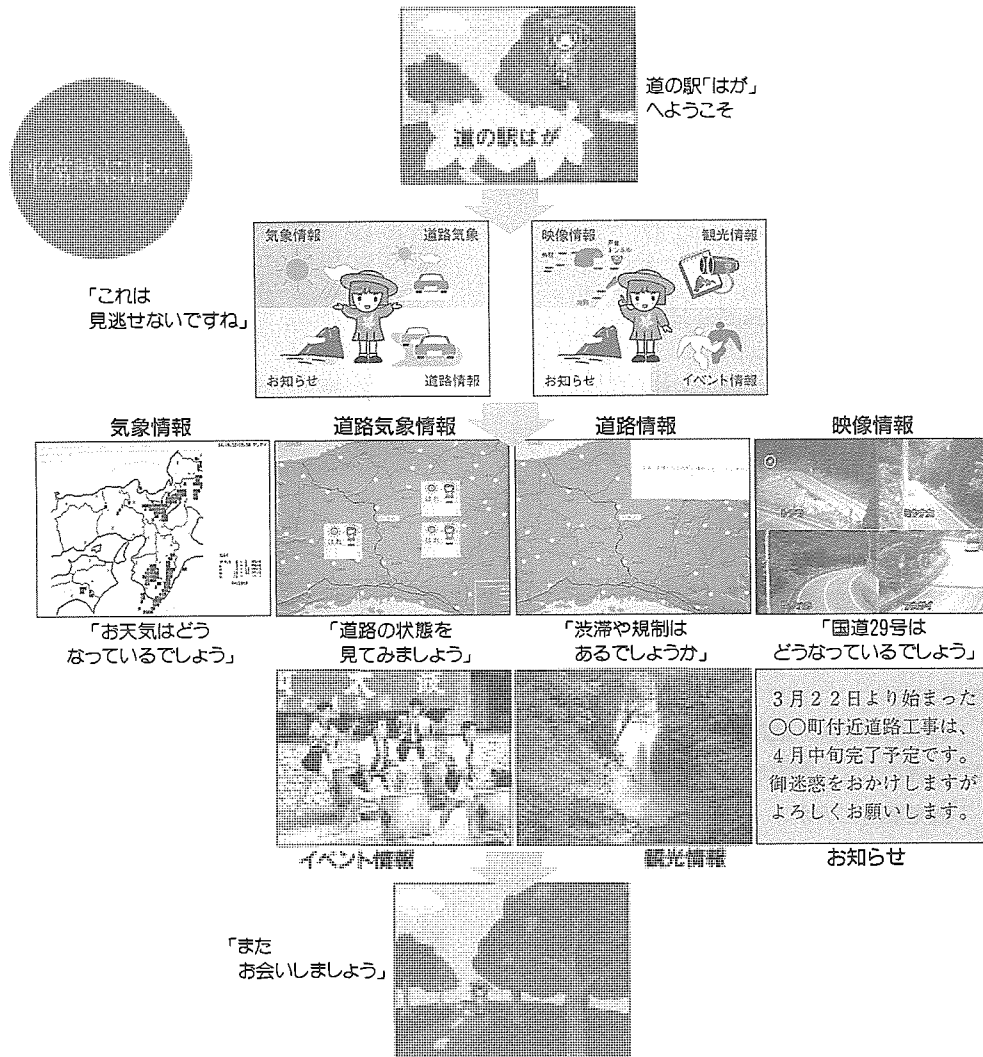 道の駅「はが」
へようこそ
道の駅はが
「これは
見逃せないですね」
気象情報
道路気象
お知らせ
道路情報
映像情報
観光情報
お知らせ
イベント情報
気象情報
道路気象情報
道路情報
映像情報
「お天気はどう
なっているでしょう」
「道路の状態を
見てみましょう」
「渋滞や規制は
あるでしょうか」
「国道29号は
どうなっているでしょう」
3月22日より始まった
〇〇町付近道路工事は、
4月中旬完了予定です。
御迷惑をおかけしますが
よろしくお願いします。
イベント情報
観光情報
お知らせ
「また
お会いしましょう」